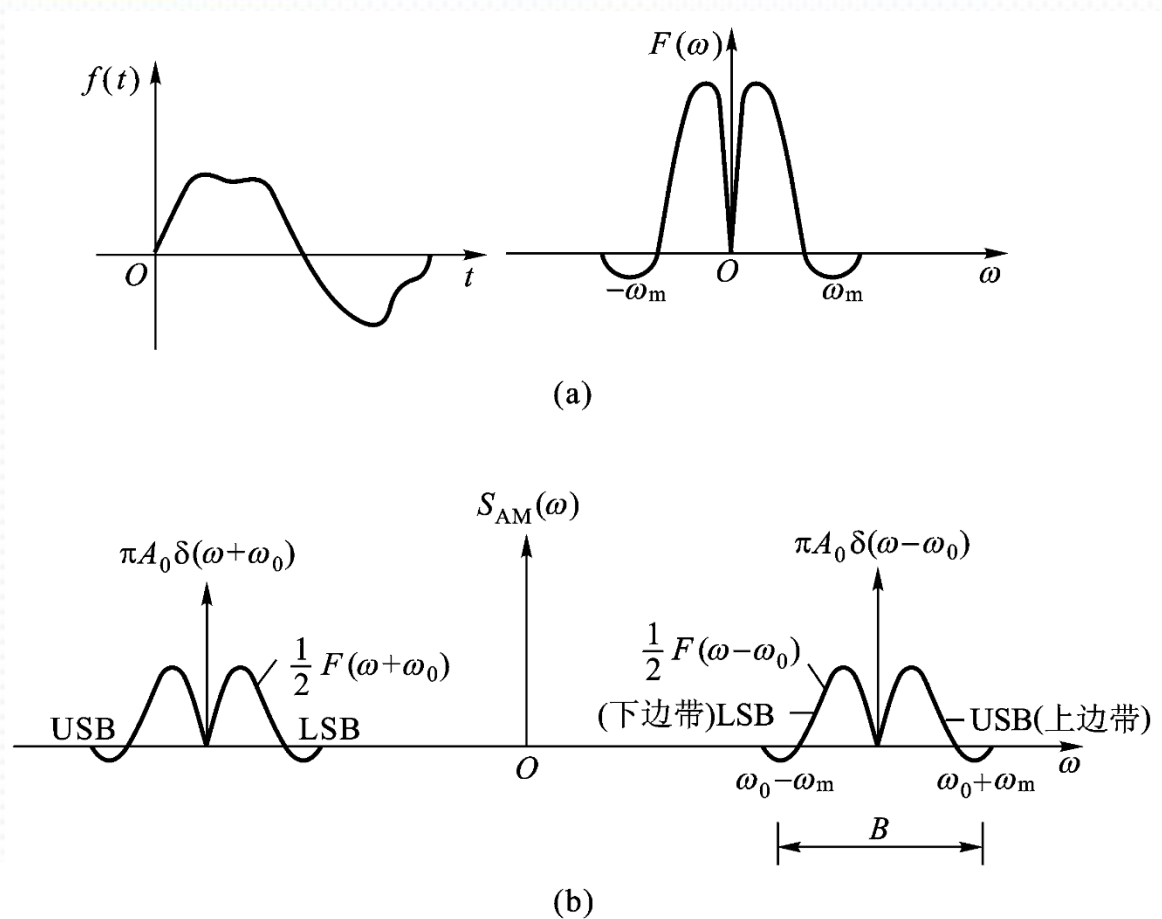 f(t)
O
t
F(ω)
−ωm
O
ωm
ω
(a)
SAM(ω)
πA0δ(ω+ω0)
πA0δ(ω−ω0)
1/2 F(ω+ω0)
1/2 F(ω−ω0)
USB
LSB
(下边带)LSB
USB(上边带)
O
ω
ω0−ωm
ω0+ωm
B
(b)